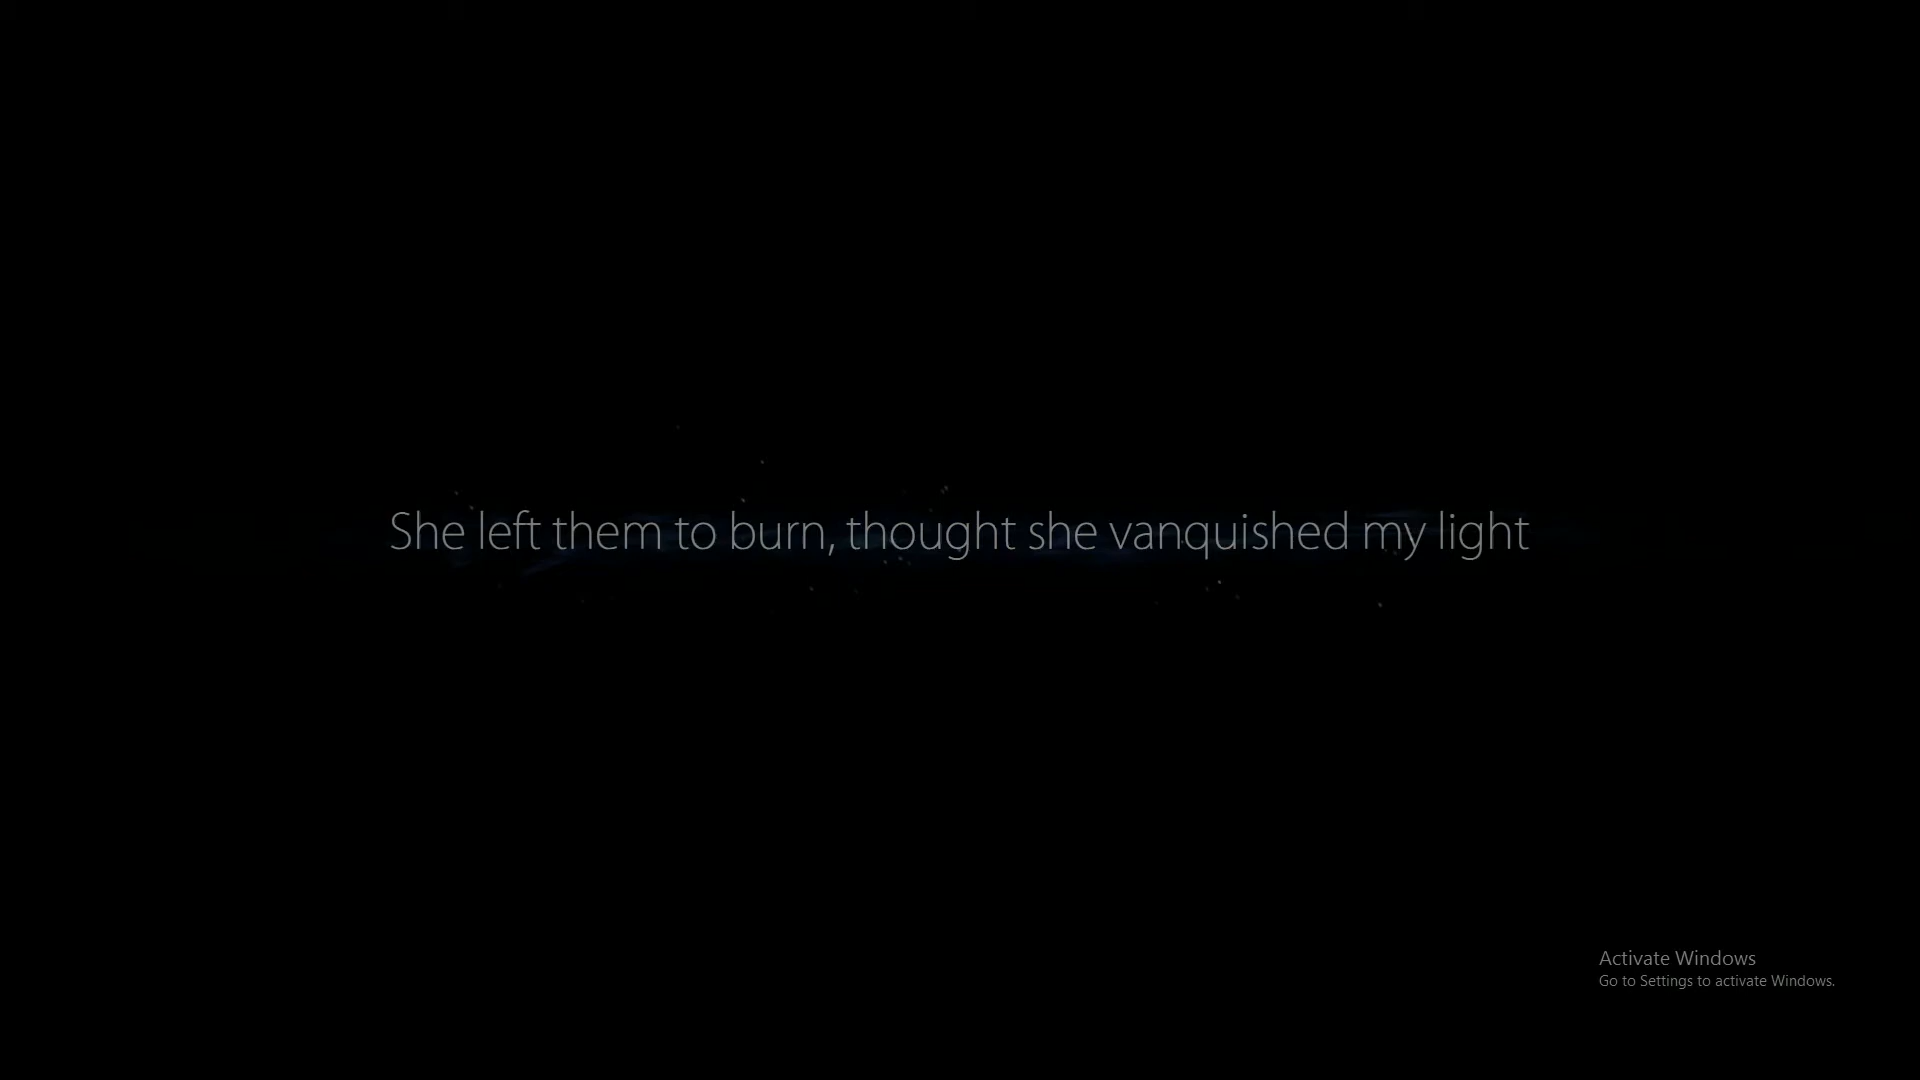 She left them to burn, thought she vanquished my light
Activate Windows
Go to Settings to activate Windows.